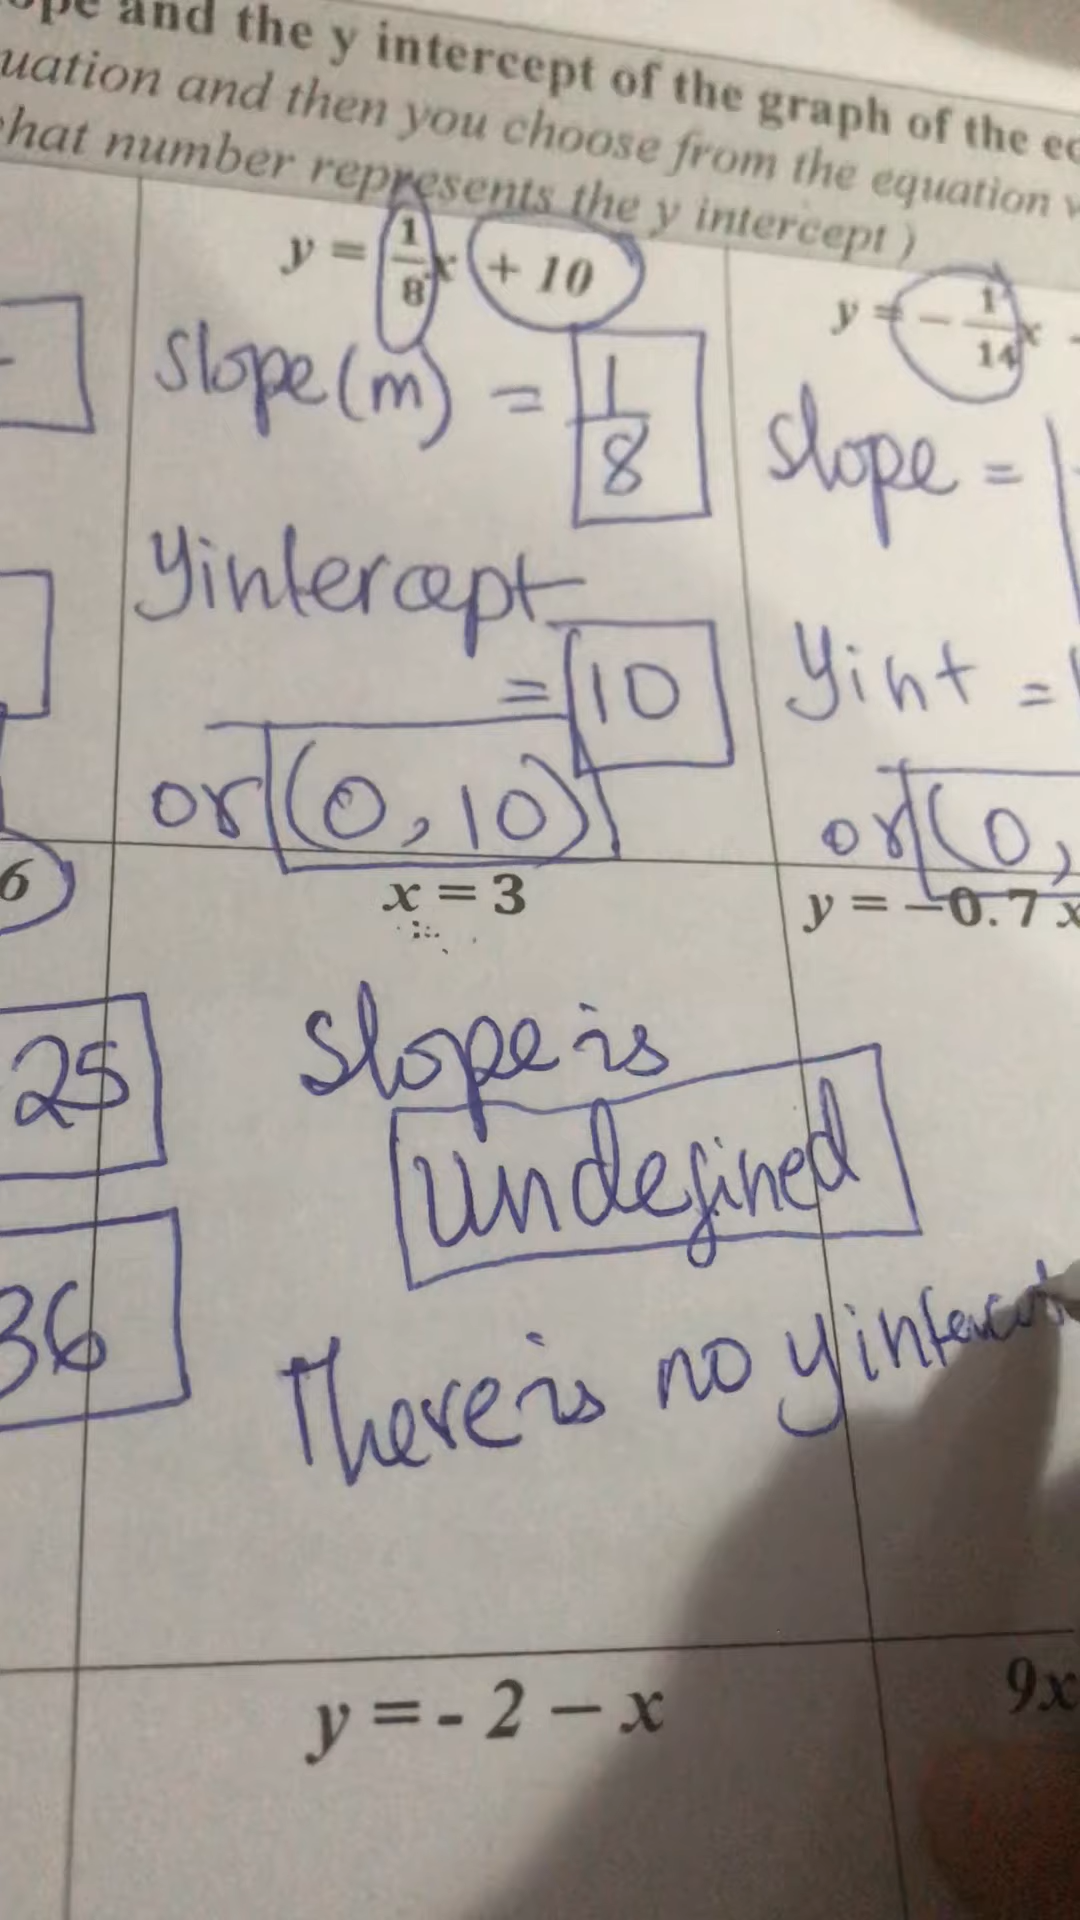 and the y intercept of the graph of the
and then you choose from the equation
number represents the y intercept )
y = 1/8 x + 10
y = - 1/14 x -
slope(m) = 1/8
slope =
yintercept
= 10
yint =
or (0, 10)
or (0,
6
x = 3
y = -0.7 x
25
slope is
undefined
36
There is no yinterc
y = - 2 - x
9x